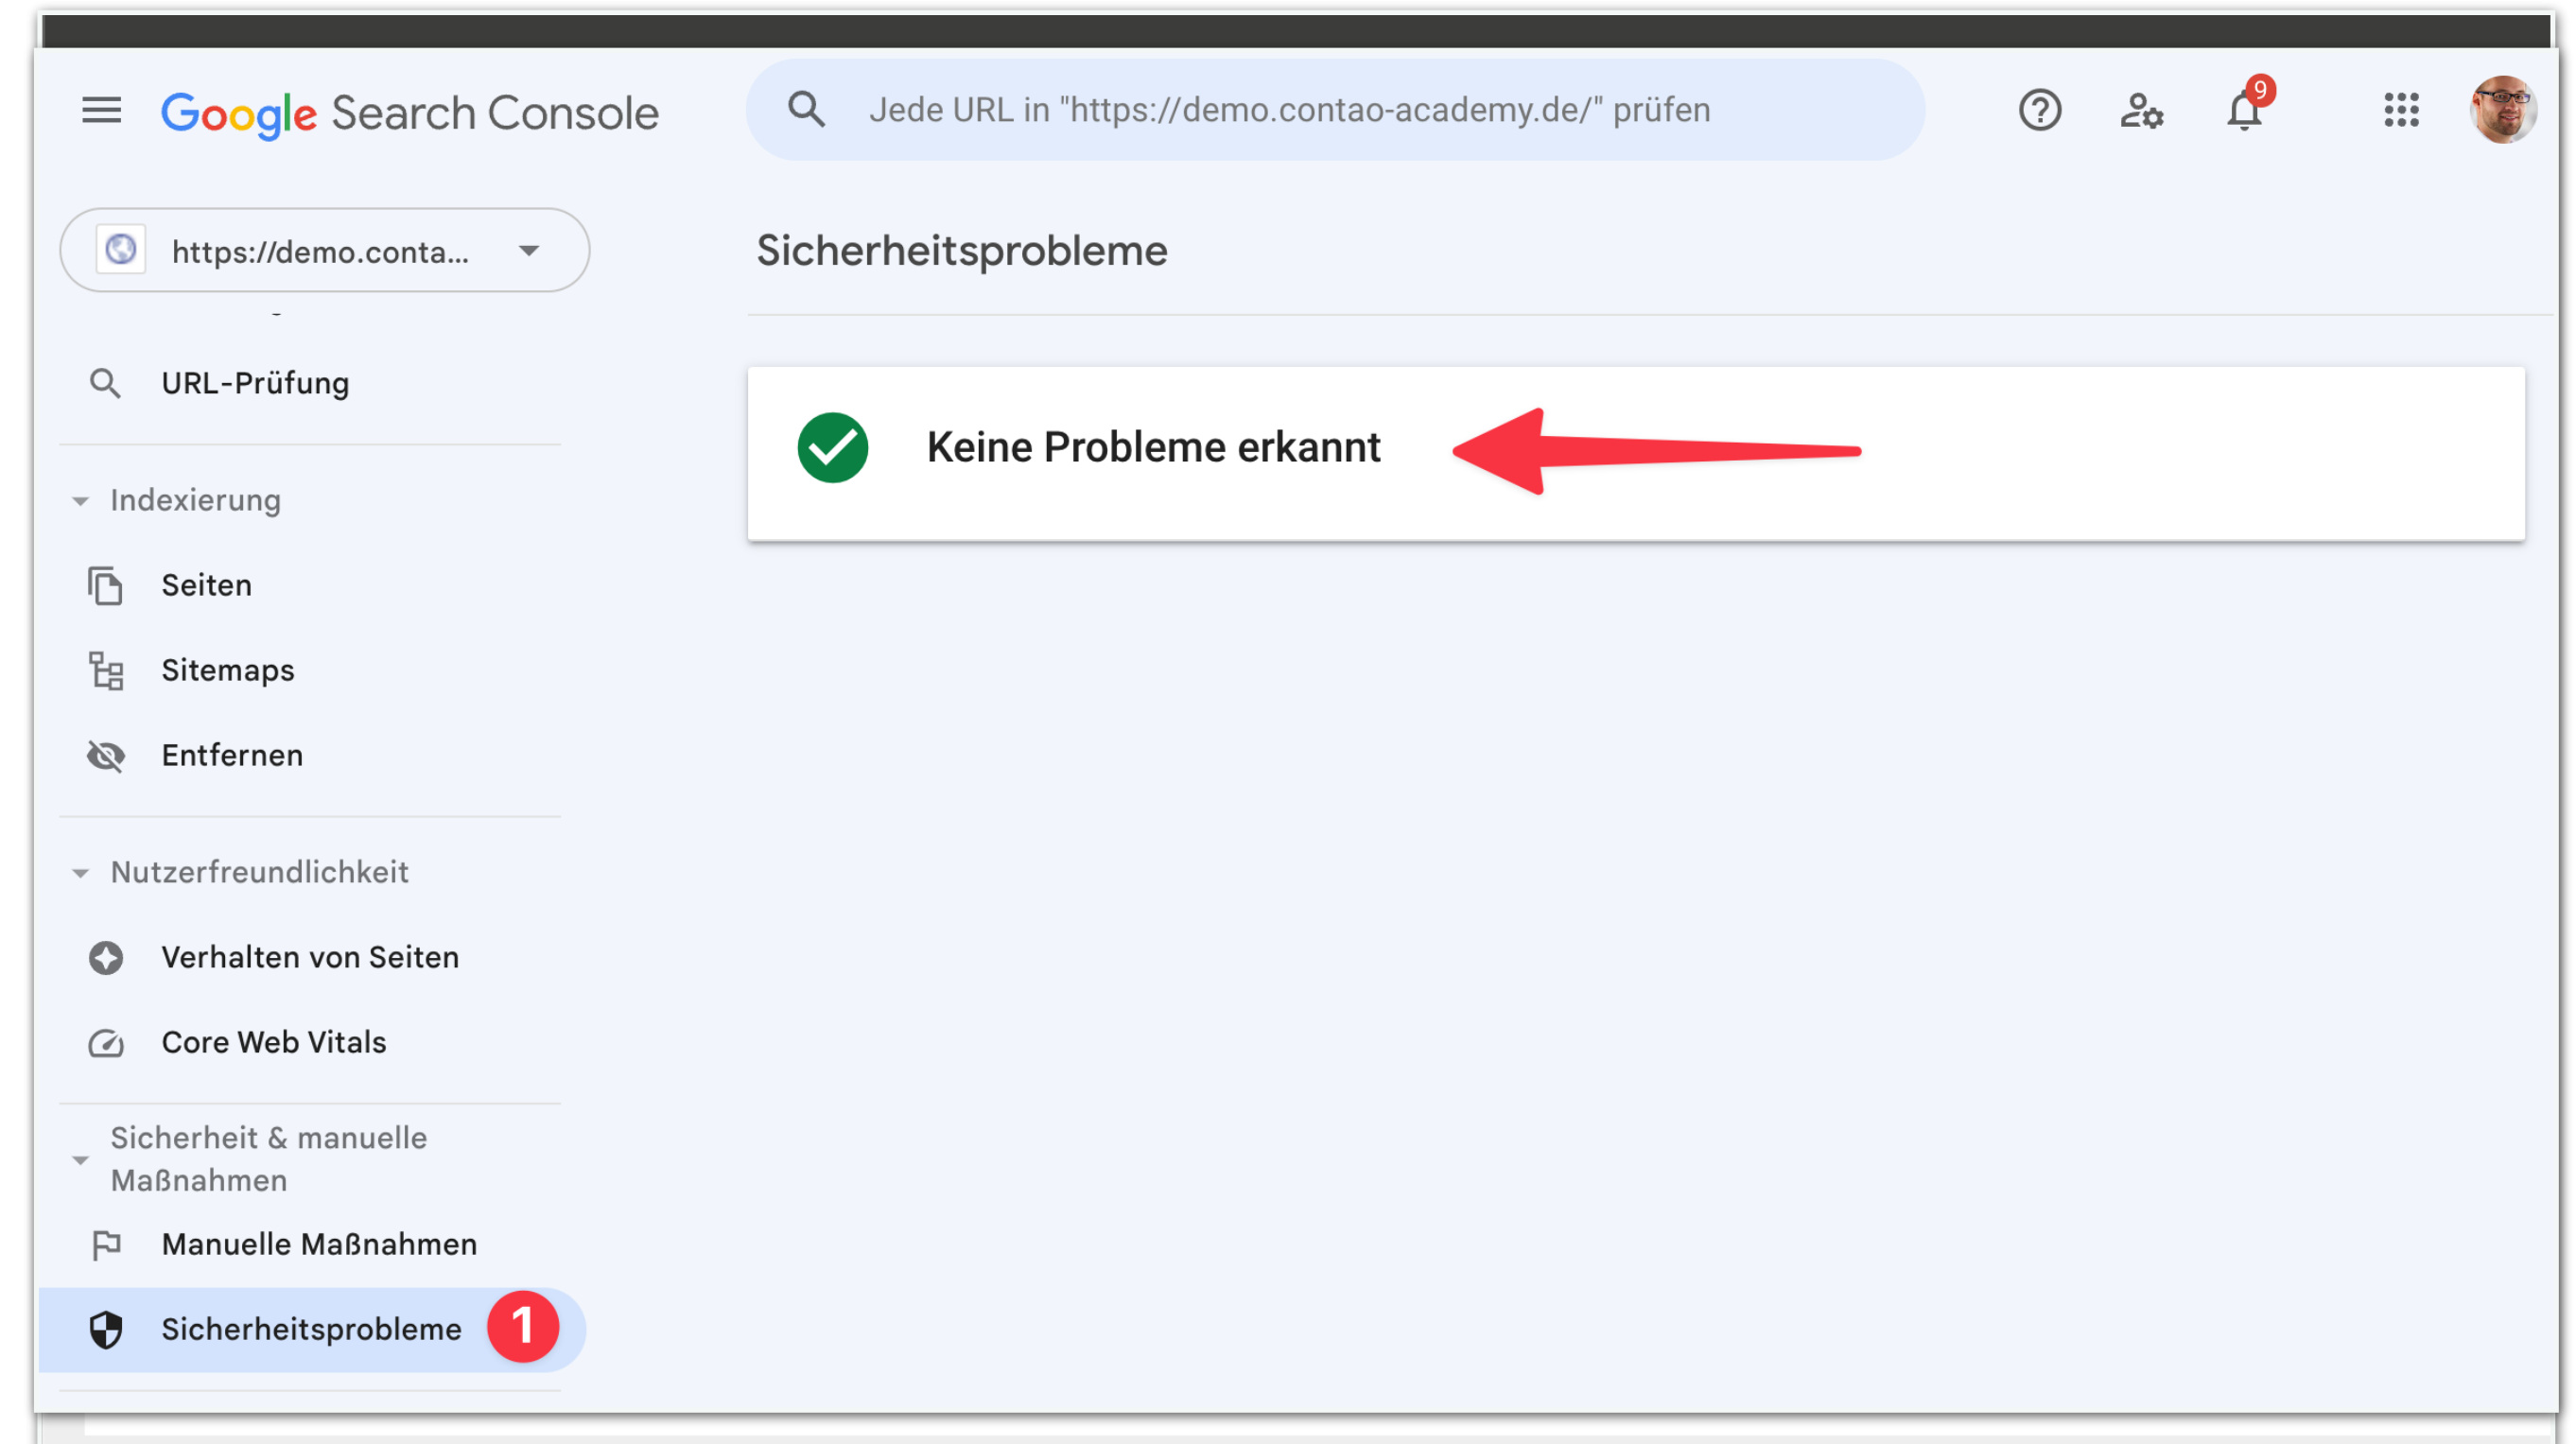 Google Search Console
Jede URL in "https://demo.contao-academy.de/" prüfen
9
https://demo.conta...
Sicherheitsprobleme
URL-Prüfung
Keine Probleme erkannt
Indexierung
Seiten
Sitemaps
Entfernen
Nutzerfreundlichkeit
Verhalten von Seiten
Core Web Vitals
Sicherheit & manuelle
Maßnahmen
Manuelle Maßnahmen
Sicherheitsprobleme 1